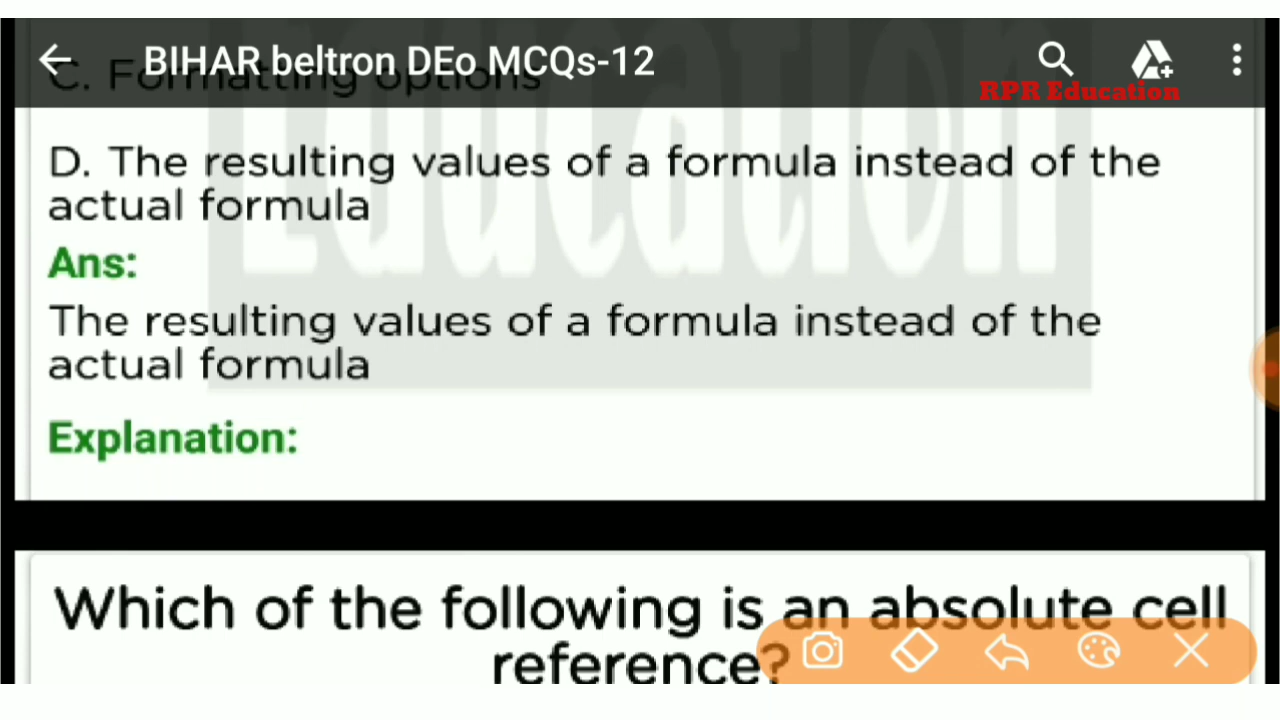 BIHAR beltron DEo MCQs-12
C. Formatting options
RPR Education
D. The resulting values of a formula instead of the
actual formula
Ans:
The resulting values of a formula instead of the
actual formula
Education
Explanation:
Which of the following is an absolute cell
reference?